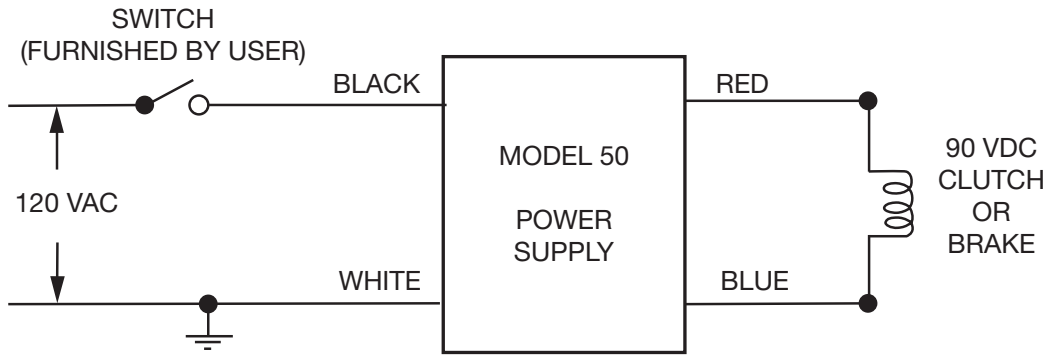 SWITCH
(FURNISHED BY USER)
BLACK
RED
120 VAC
MODEL 50
POWER
SUPPLY
90 VDC
CLUTCH
OR
BRAKE
WHITE
BLUE